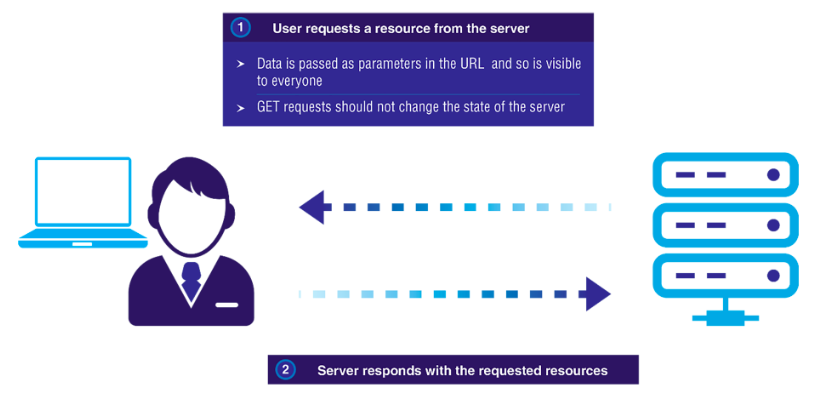 1 User requests a resource from the server
➤ Data is passed as parameters in the URL and so is visible
to everyone
➤ GET requests should not change the state of the server
2 Server responds with the requested resources